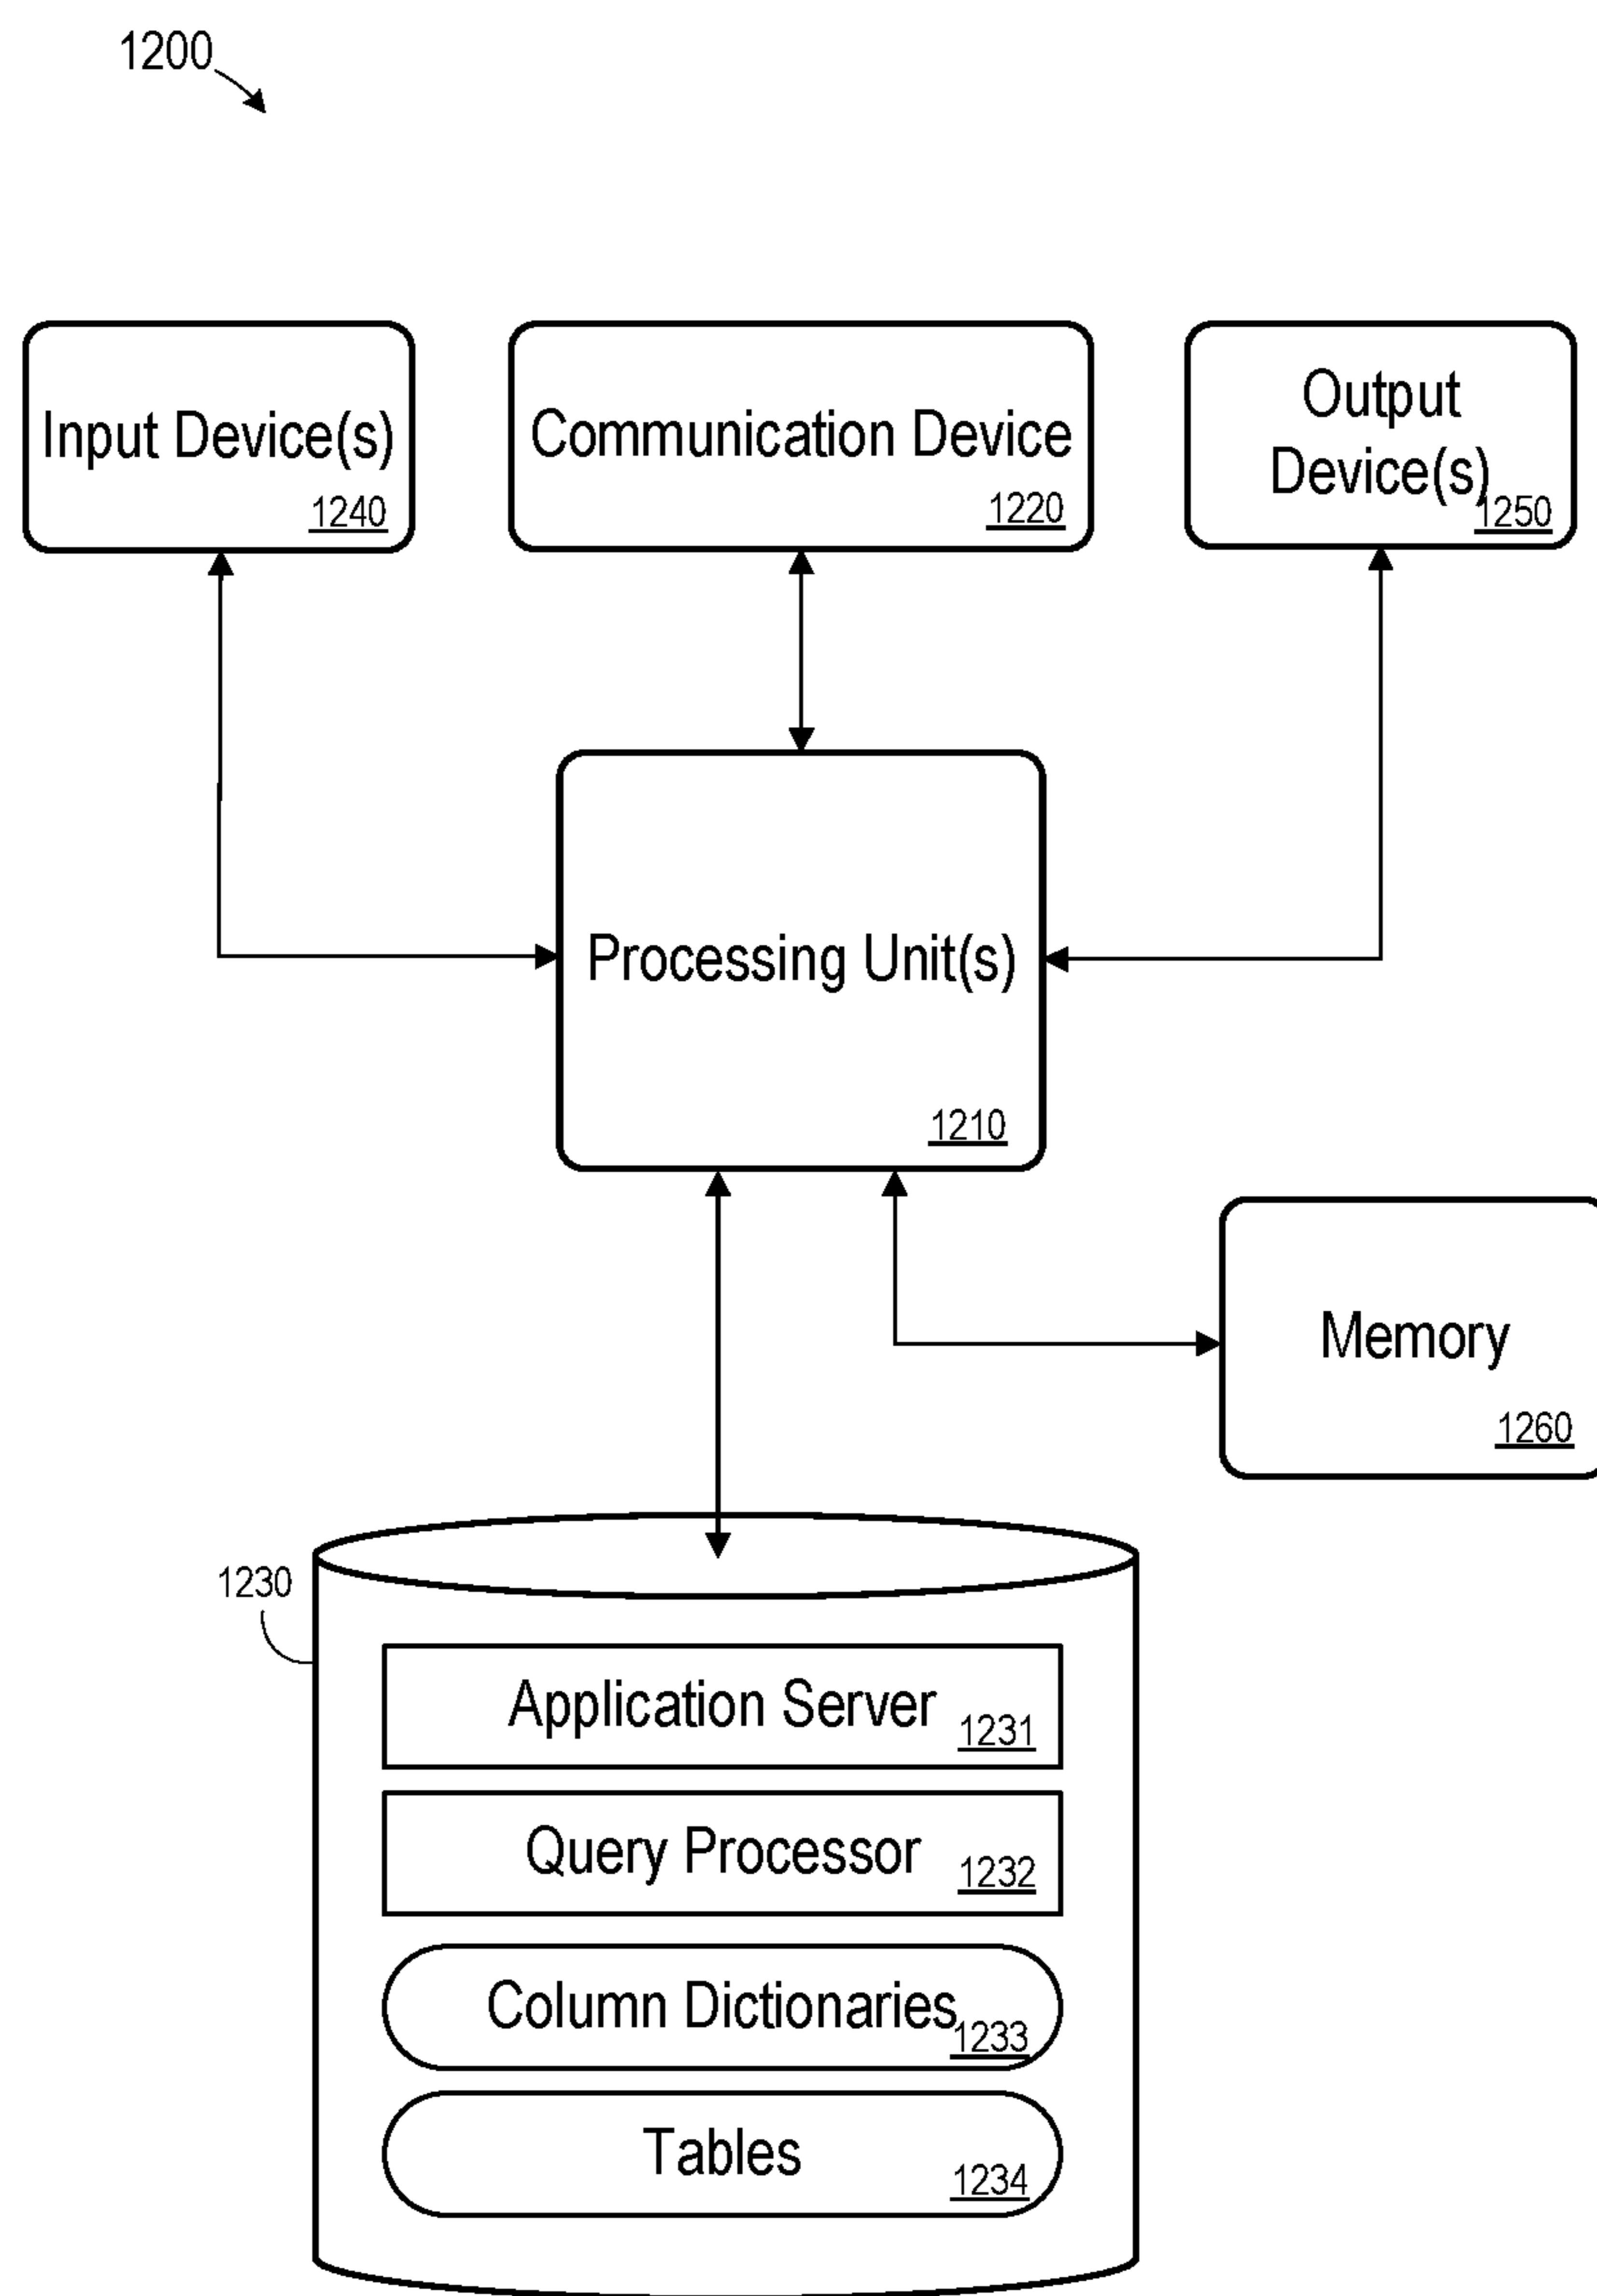 1200
Input Device(s)
1240
Communication Device
1220
Output
Device(s)
1250
Processing Unit(s)
1210
Memory
1260
1230
Application Server
1231
Query Processor
1232
Column Dictionaries
1233
Tables
1234